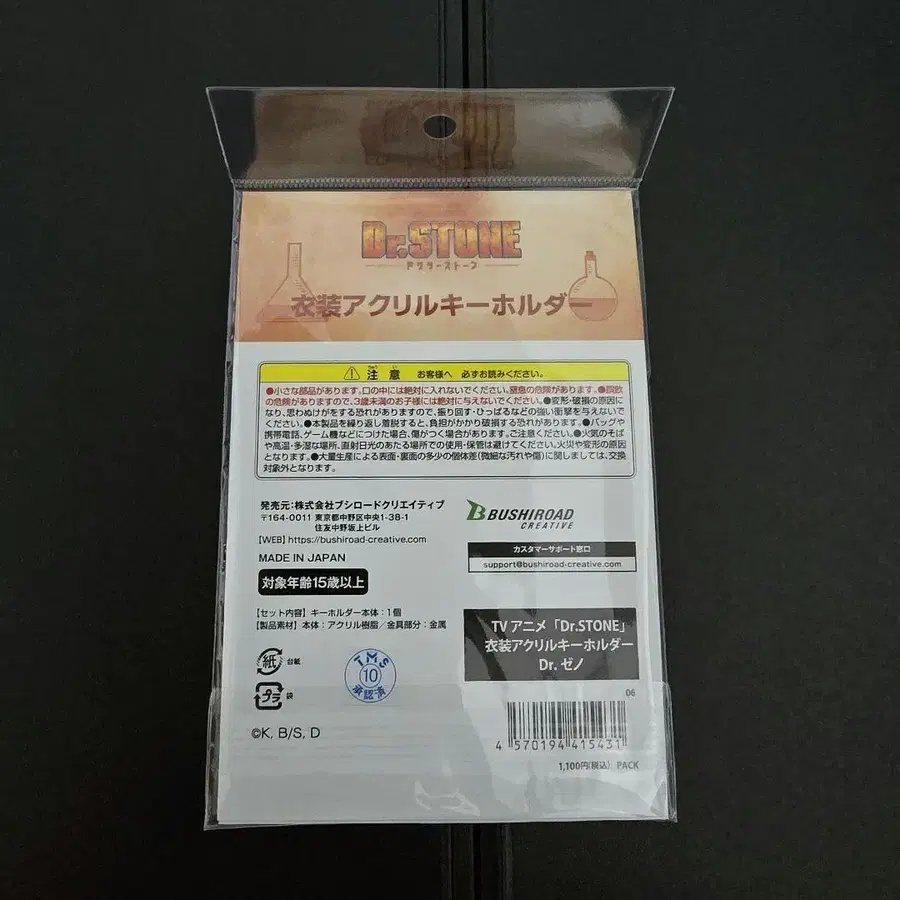 Dr.STONE
ドクターストーン
衣装アクリルキーホルダー
⚠ 注意 お客様へ 必ずお読みください。
●小さな部品があります。口の中には絶対に入れないでください。窒息の危険があります。●誤飲
の危険がありますので、3歳未満のお子様には絶対に与えないでください。●変形・破損の原因に
なり、思わぬけがをする恐れがありますので、振り回す・ひっぱるなどの強い衝撃を与えないで
ください。●本製品を繰り返し着脱すると、負担がかかり破損する恐れがあります。●バッグや
携帯電話、ゲーム機などにつけた場合、傷がつく場合があります。ご注意ください。●火気のそば
や高温・多湿な場所、直射日光のあたる場所での使用・保管は避けてください。火災や変形の原因
となります。●大量生産による表面・裏面の多少の個体差(微細な汚れや傷)に関しましては、交換
対象外となります。
発売元:株式会社ブシロードクリエイティブ
〒164-0011 東京都中野区中央1-38-1
住友中野坂上ビル
【WEB】https://bushiroad-creative.com
MADE IN JAPAN
対象年齢15歳以上
BUSHIROAD
CREATIVE
カスタマーサポート窓口
support@bushiroad-creative.com
【セット内容】キーホルダー本体:1個
【製品素材】本体:アクリル樹脂/金具部分:金属
紙 台紙
プラ 袋
TMS
10
承認済
TVアニメ「Dr.STONE」
衣装アクリルキーホルダー
Dr. ゼノ
06
©K, B/S, D
4 570194 415431
1,100円(税込) PACK